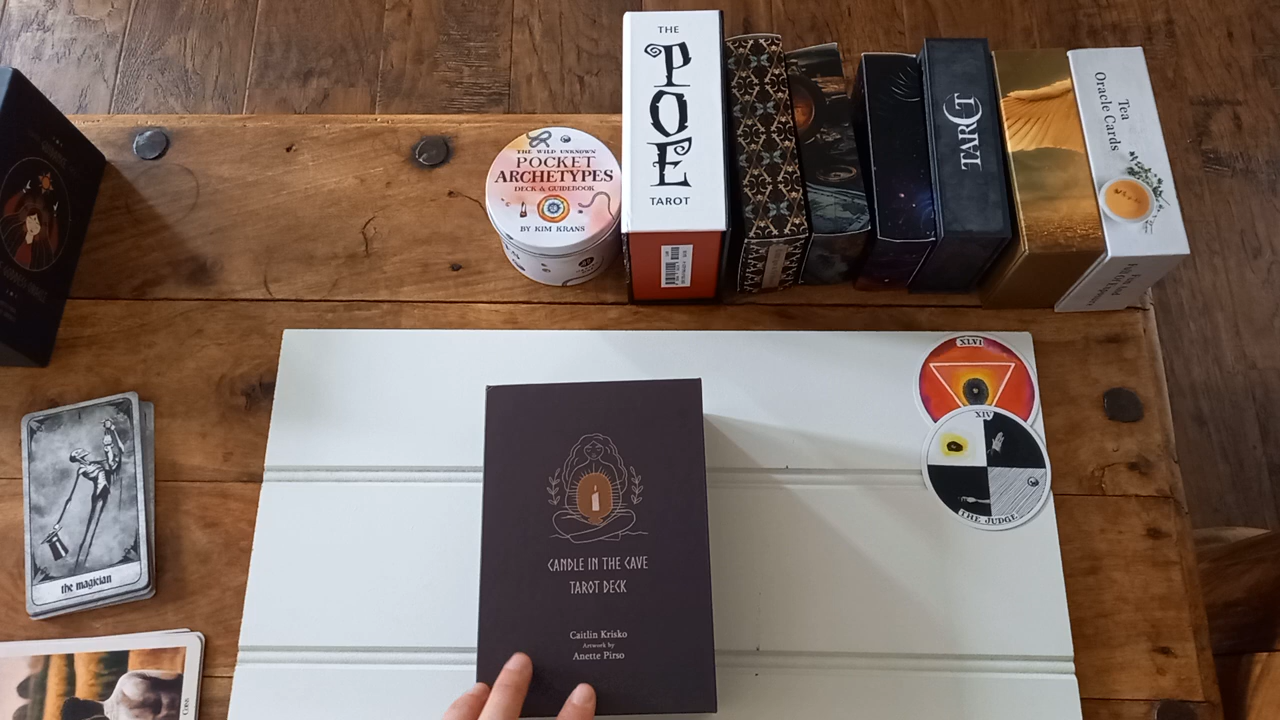 THE WILD UNKNOWN
POCKET
ARCHETYPES
DECK & GUIDEBOOK
BY KIM KRANS
THE
POE
TAROT
TAROT
Tea
Oracle Cards
XLVI
XIV
THE JUDGE
the magician
CANDLE IN THE CAVE
TAROT DECK
Caitlin Krisko
Artwork by
Anette Pirso